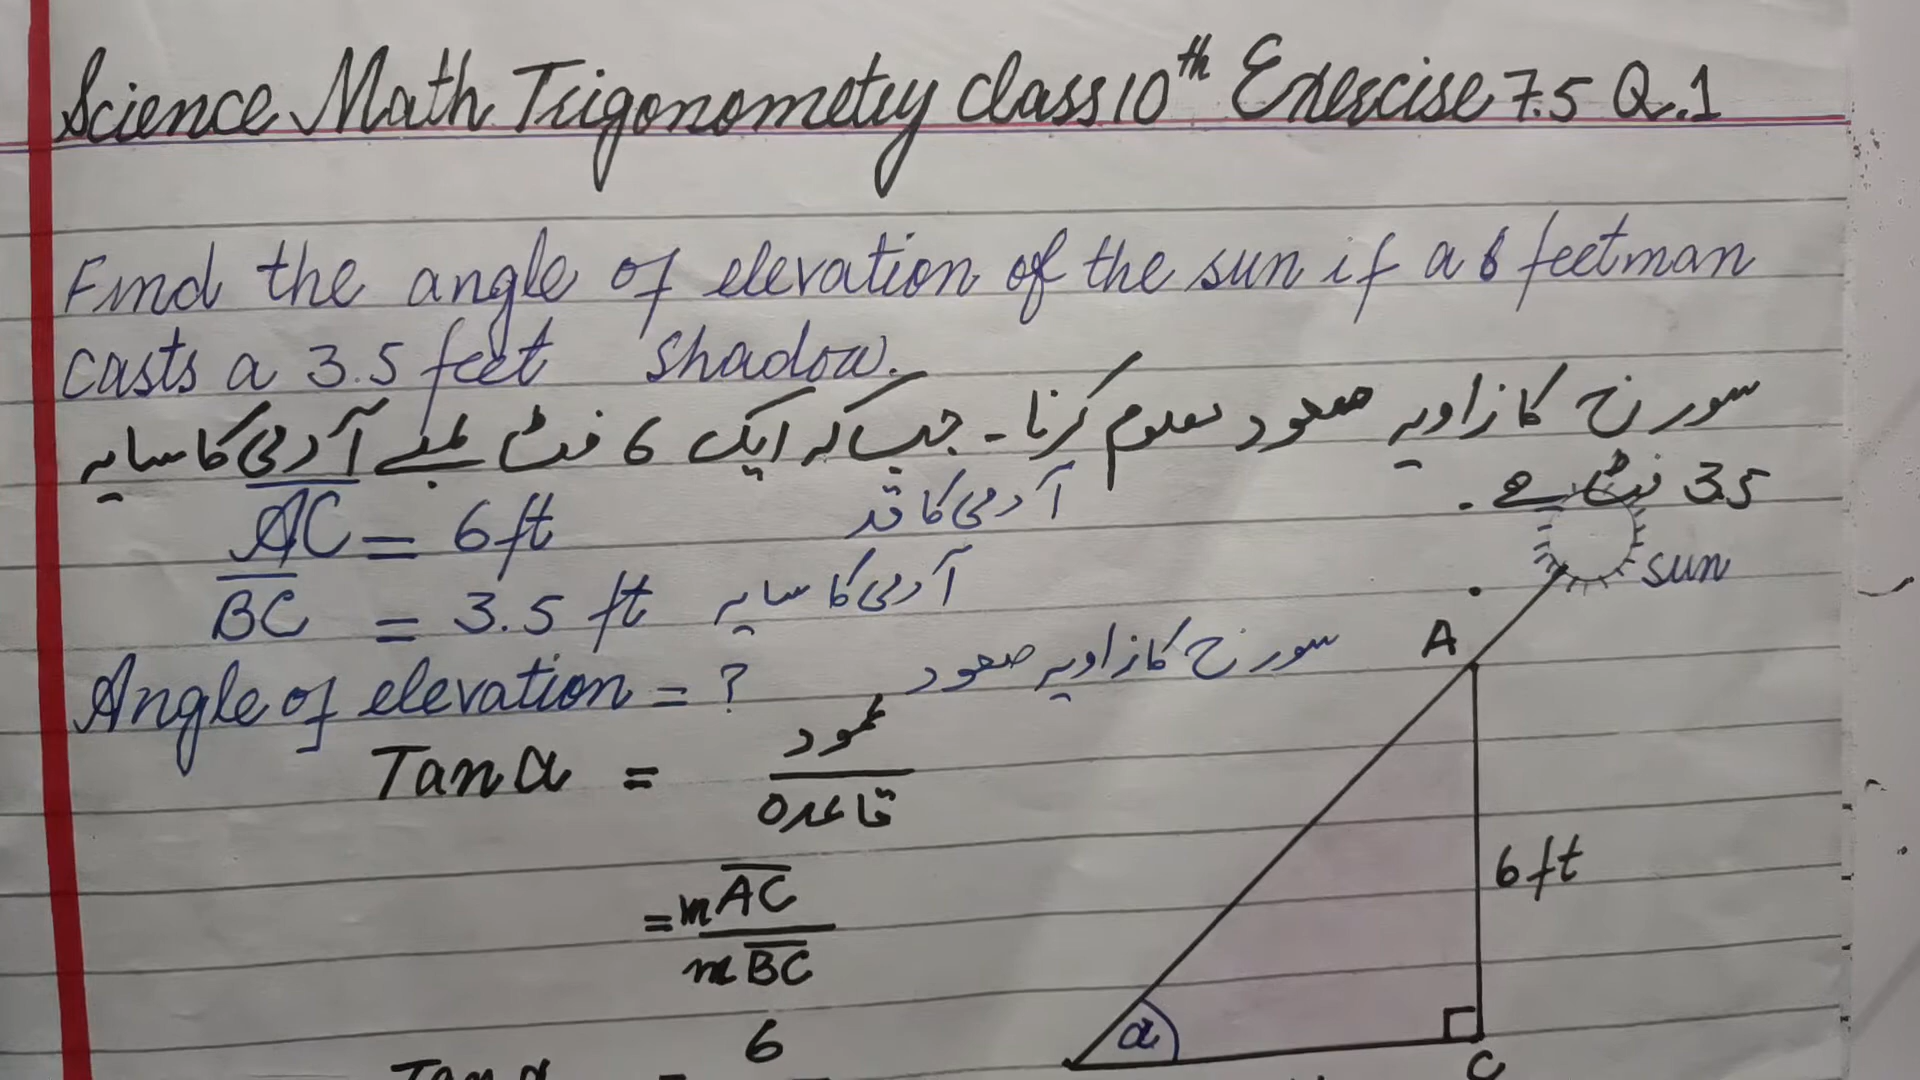 Science Math Trigonometry class 10th Exercise 7.5 Q.1
Find the angle of elevation of the sun if a 6 feet man
casts a 3.5 feet shadow.
سورج کا زاویہ صعود معلوم کرنا۔ جب کہ ایک 6 فٹ لمبے آدمی کا سایہ
3.5 فٹ ہے۔
AC = 6 ft آدمی کا قد
BC = 3.5 ft آدمی کا سایہ
sun
A
Angle of elevation = ? سورج کا زاویہ صعود
Tan α = عمود
قاعدہ
= mAC
mBC
6 ft
α
6
Tan α =
C